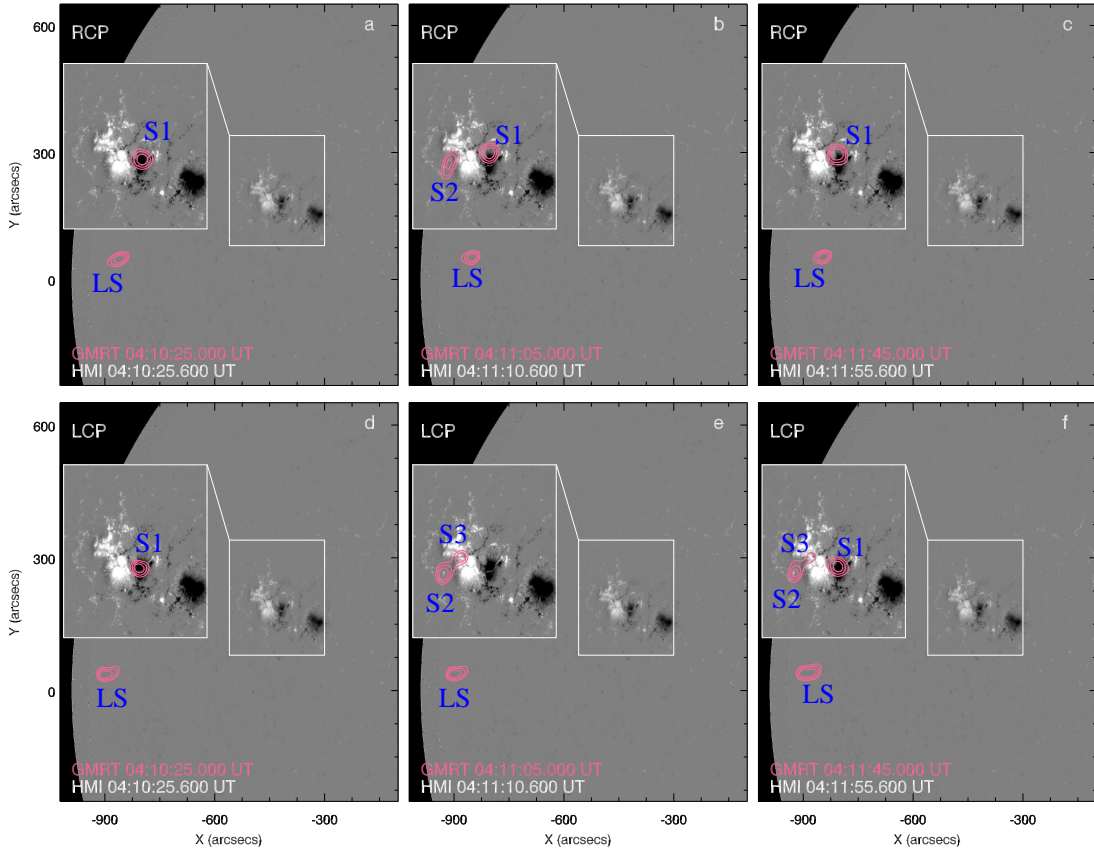 RCP
a
S1
LS
GMRT 04:10:25.000 UT
HMI 04:10:25.600 UT
RCP
b
S1
S2
LS
GMRT 04:11:05.000 UT
HMI 04:11:10.600 UT
RCP
c
S1
LS
GMRT 04:11:45.000 UT
HMI 04:11:55.600 UT
600
300
0
Y (arcsecs)
LCP
d
S1
LS
GMRT 04:10:25.000 UT
HMI 04:10:25.600 UT
LCP
e
S3
S2
LS
GMRT 04:11:05.000 UT
HMI 04:11:10.600 UT
LCP
f
S3
S1
S2
LS
GMRT 04:11:45.000 UT
HMI 04:11:55.600 UT
600
300
0
Y (arcsecs)
-900 -600 -300
X (arcsecs)
-900 -600 -300
X (arcsecs)
-900 -600 -300
X (arcsecs)